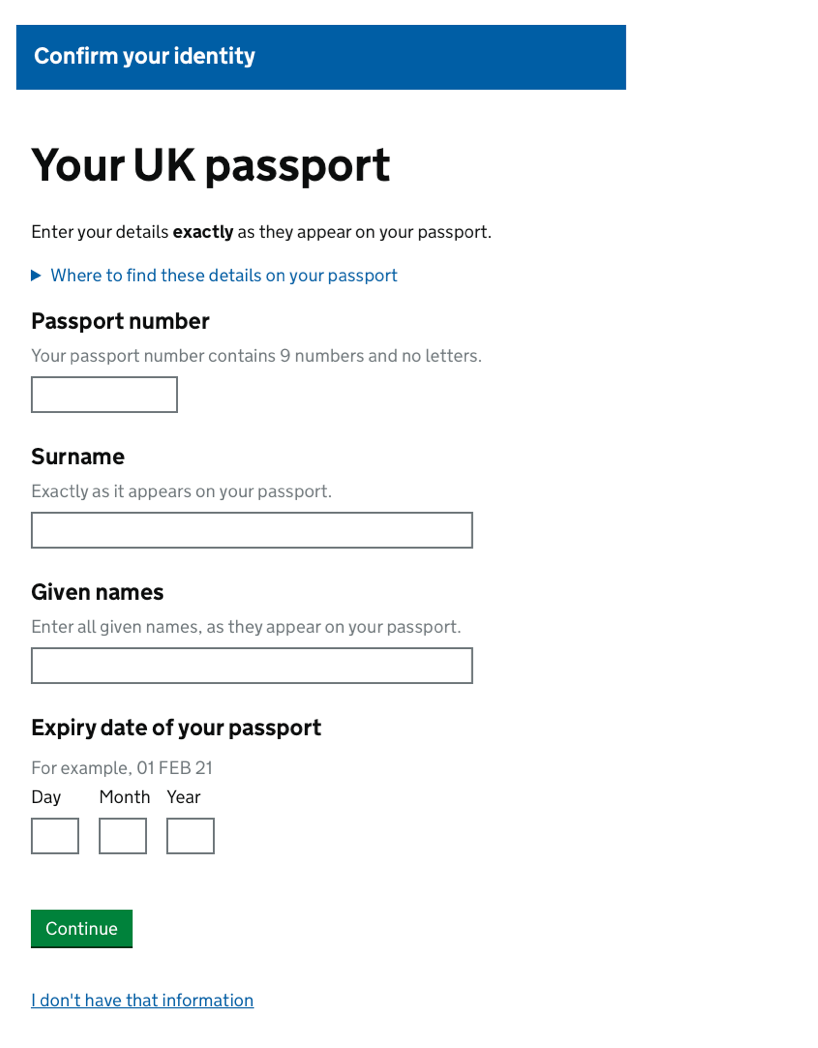 Confirm your identity
Your UK passport
Enter your details exactly as they appear on your passport.
Where to find these details on your passport
Passport number
Your passport number contains 9 numbers and no letters.
Surname
Exactly as it appears on your passport.
Given names
Enter all given names, as they appear on your passport.
Expiry date of your passport
For example, 01 FEB 21
Day Month Year
Continue
I don't have that information